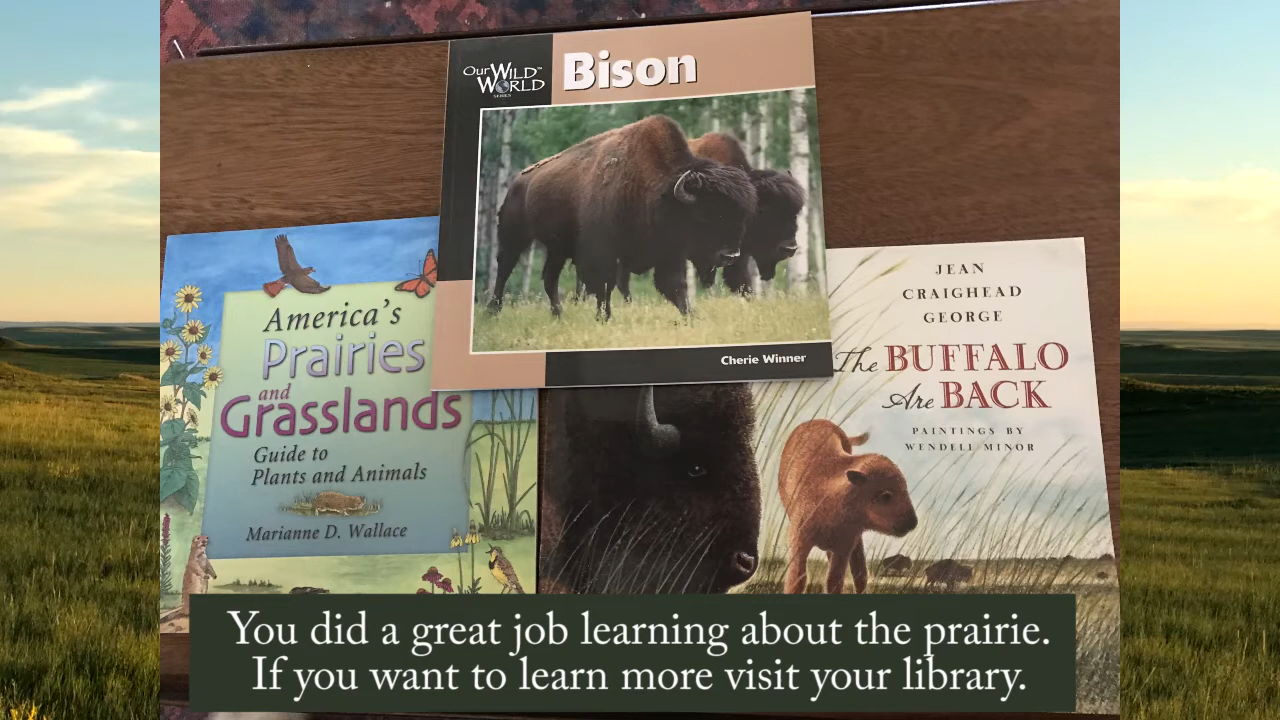 Our Wild™
World
SERIES
Bison
Cherie Winner
America's
Prairies
and
Grasslands
Guide to
Plants and Animals
Marianne D. Wallace
JEAN
CRAIGHEAD
GEORGE
The BUFFALO
Are BACK
PAINTINGS BY
WENDELL MINOR
You did a great job learning about the prairie.
If you want to learn more visit your library.